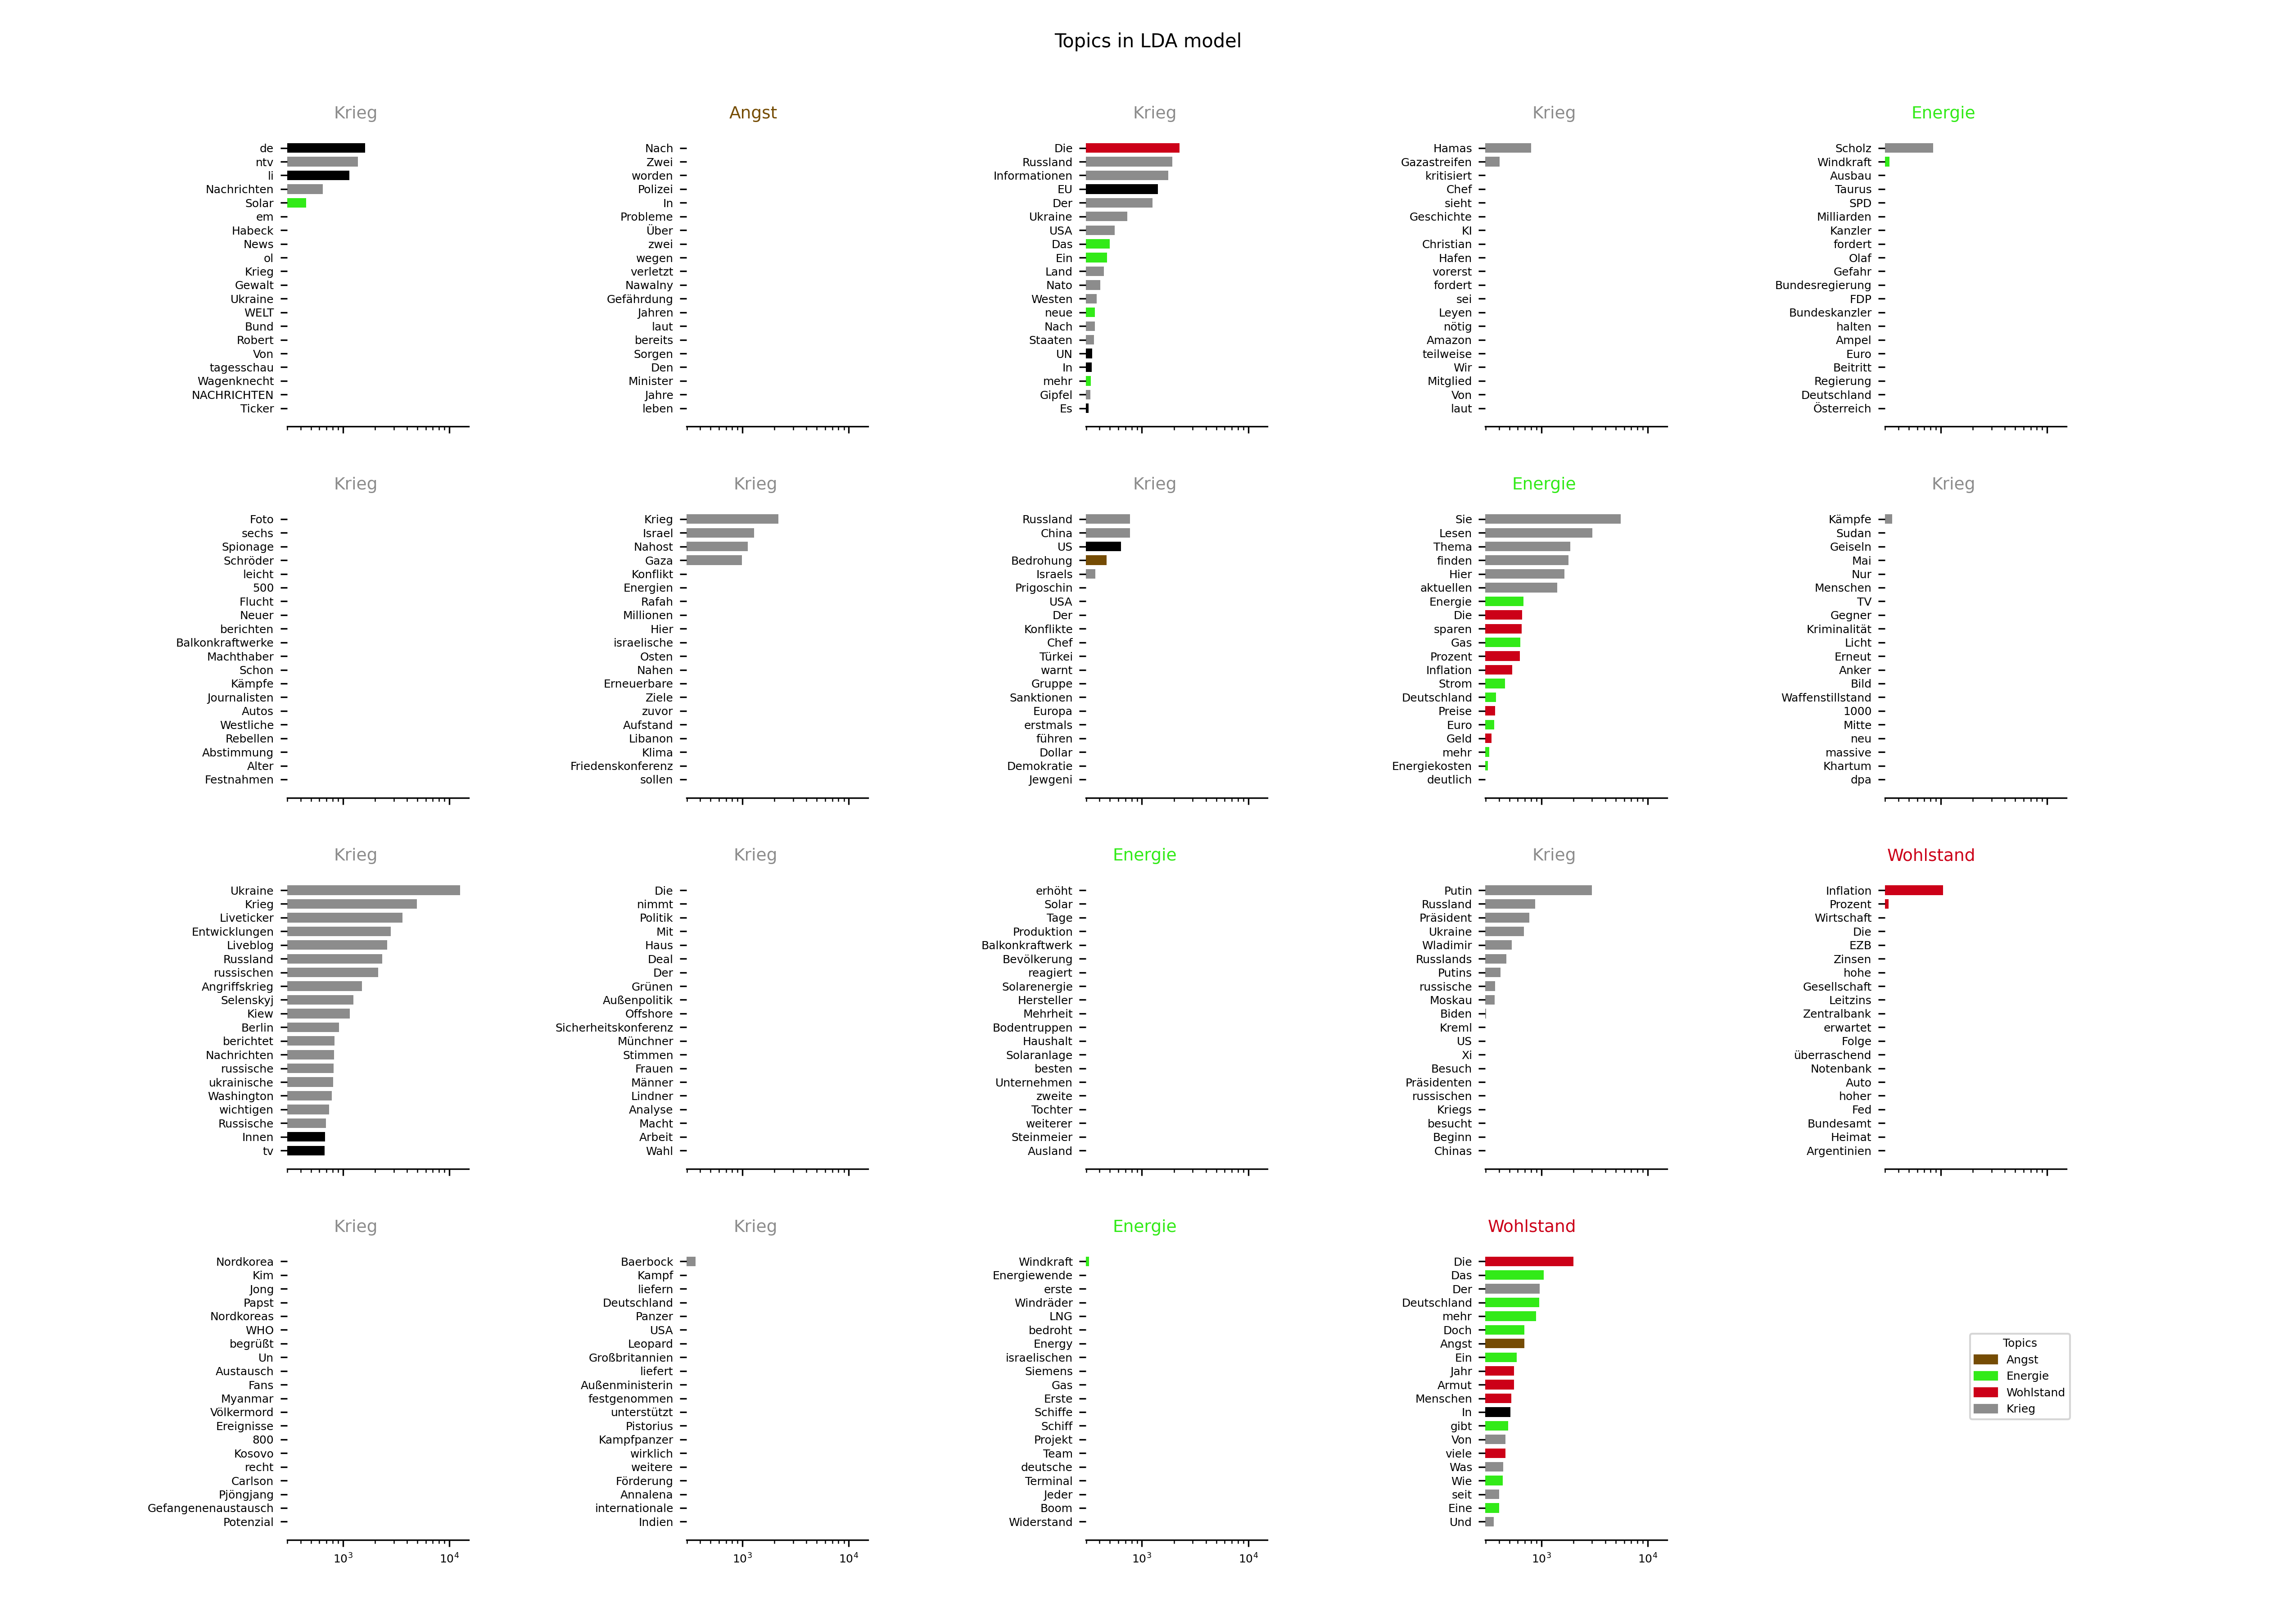 Topics in LDA model
Krieg
de
ntv
li
Nachrichten
Solar
em
Habeck
News
ol
Krieg
Gewalt
Ukraine
WELT
Bund
Robert
Von
tagesschau
Wagenknecht
NACHRICHTEN
Ticker
Angst
Nach
Zwei
worden
Polizei
In
Probleme
Über
zwei
wegen
verletzt
Nawalny
Gefährdung
Jahren
laut
bereits
Sorgen
Den
Minister
Jahre
leben
Krieg
Die
Russland
Informationen
EU
Der
Ukraine
USA
Das
Ein
Land
Nato
Westen
neue
Nach
Staaten
UN
In
mehr
Gipfel
Es
Krieg
Hamas
Gazastreifen
kritisiert
Chef
sieht
Geschichte
KI
Christian
Hafen
vorerst
fordert
sei
Leyen
nötig
Amazon
teilweise
Wir
Mitglied
Von
laut
Energie
Scholz
Windkraft
Ausbau
Taurus
SPD
Milliarden
Kanzler
fordert
Olaf
Gefahr
Bundesregierung
FDP
Bundeskanzler
halten
Ampel
Euro
Beitritt
Regierung
Deutschland
Österreich
Krieg
Foto
sechs
Spionage
Schröder
leicht
500
Flucht
Neuer
berichten
Balkonkraftwerke
Machthaber
Schon
Kämpfe
Journalisten
Autos
Westliche
Rebellen
Abstimmung
Alter
Festnahmen
Krieg
Krieg
Israel
Nahost
Gaza
Konflikt
Energien
Rafah
Millionen
Hier
israelische
Osten
Nahen
Erneuerbare
Ziele
zuvor
Aufstand
Libanon
Klima
Friedenskonferenz
sollen
Krieg
Russland
China
US
Bedrohung
Israels
Prigoschin
USA
Der
Konflikte
Chef
Türkei
warnt
Gruppe
Sanktionen
Europa
erstmals
führen
Dollar
Demokratie
Jewgeni
Energie
Sie
Lesen
Thema
finden
Hier
aktuellen
Energie
Die
sparen
Gas
Prozent
Inflation
Strom
Deutschland
Preise
Euro
Geld
mehr
Energiekosten
deutlich
Krieg
Kämpfe
Sudan
Geiseln
Mai
Nur
Menschen
TV
Gegner
Kriminalität
Licht
Erneut
Anker
Bild
Waffenstillstand
1000
Mitte
neu
massive
Khartum
dpa
Krieg
Ukraine
Krieg
Liveticker
Entwicklungen
Liveblog
Russland
russischen
Angriffskrieg
Selenskyj
Kiew
Berlin
berichtet
Nachrichten
russische
ukrainische
Washington
wichtigen
Russische
Innen
tv
Krieg
Die
nimmt
Politik
Mit
Haus
Deal
Der
Grünen
Außenpolitik
Offshore
Sicherheitskonferenz
Münchner
Stimmen
Frauen
Männer
Lindner
Analyse
Macht
Arbeit
Wahl
Energie
erhöht
Solar
Tage
Produktion
Balkonkraftwerk
Bevölkerung
reagiert
Solarenergie
Hersteller
Mehrheit
Bodentruppen
Haushalt
Solaranlage
besten
Unternehmen
zweite
Tochter
weiterer
Steinmeier
Ausland
Krieg
Putin
Russland
Präsident
Ukraine
Wladimir
Russlands
Putins
russische
Moskau
Biden
Kreml
US
Xi
Besuch
Präsidenten
russischen
Kriegs
besucht
Beginn
Chinas
Wohlstand
Inflation
Prozent
Wirtschaft
Die
EZB
Zinsen
hohe
Gesellschaft
Leitzins
Zentralbank
erwartet
Folge
überraschend
Notenbank
Auto
hoher
Fed
Bundesamt
Heimat
Argentinien
Krieg
Nordkorea
Kim
Jong
Papst
Nordkoreas
WHO
begrüßt
Un
Austausch
Fans
Myanmar
Völkermord
Ereignisse
800
Kosovo
recht
Carlson
Pjöngjang
Gefangenenaustausch
Potenzial
10³ 10⁴
Krieg
Baerbock
Kampf
liefern
Deutschland
Panzer
USA
Leopard
Großbritannien
liefert
Außenministerin
festgenommen
unterstützt
Pistorius
Kampfpanzer
wirklich
weitere
Förderung
Annalena
internationale
Indien
10³ 10⁴
Energie
Windkraft
Energiewende
erste
Windräder
LNG
bedroht
Energy
israelischen
Siemens
Gas
Erste
Schiffe
Schiff
Projekt
Team
deutsche
Terminal
Jeder
Boom
Widerstand
10³ 10⁴
Wohlstand
Die
Das
Der
Deutschland
mehr
Doch
Angst
Ein
Jahr
Armut
Menschen
In
gibt
Von
viele
Was
Wie
seit
Eine
Und
10³ 10⁴
Topics
Angst
Energie
Wohlstand
Krieg